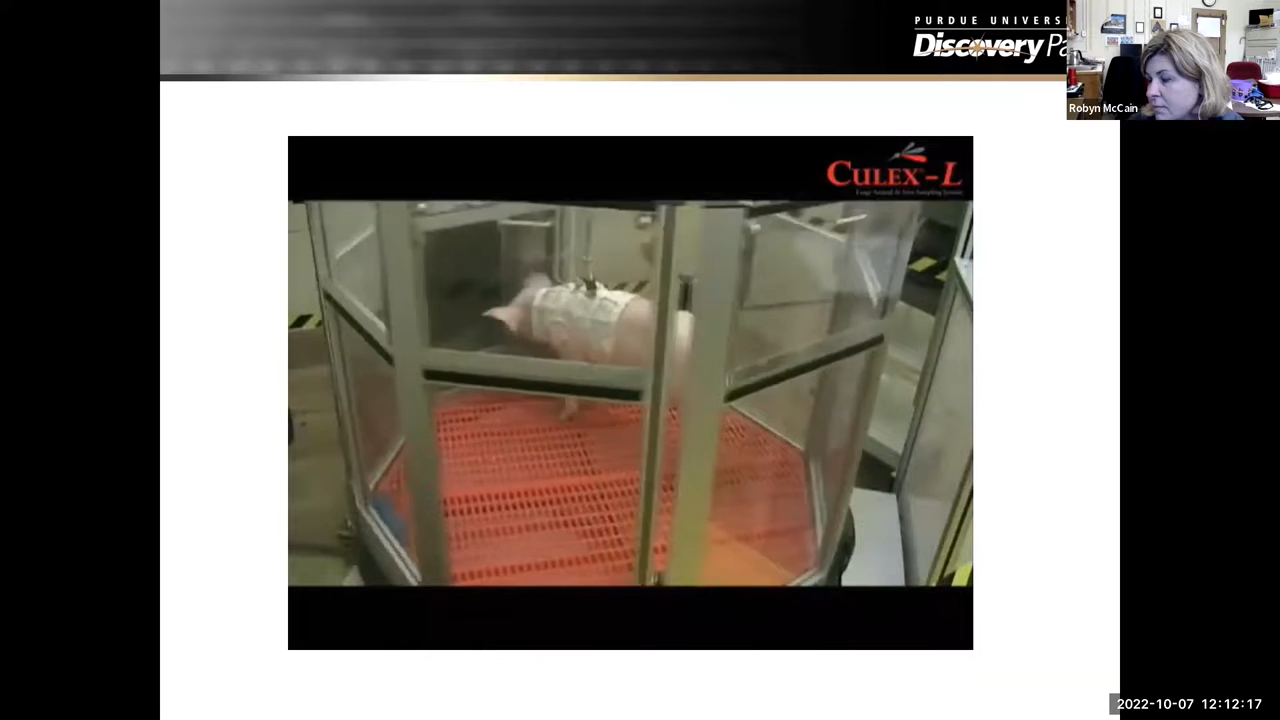 PURDUE UNIVERS
Discovery Pa
Robyn McCain
CULEX®-L
2022-10-07 12:12:17